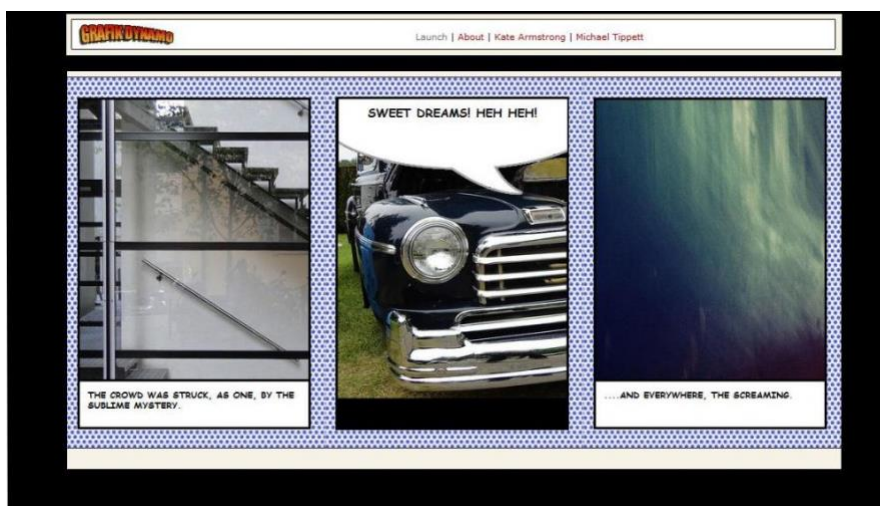 GRAFIK DYNAMO
Launch | About | Kate Armstrong | Michael Tippett
THE CROWD WAS STRUCK, AS ONE, BY THE
SUBLIME MYSTERY.
SWEET DREAMS! HEH HEH!
....AND EVERYWHERE, THE SCREAMING.